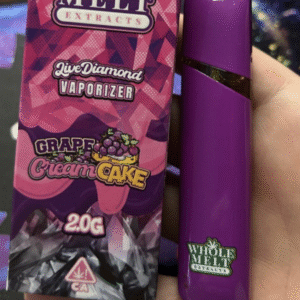 MELT
EXTRACTS
Live Diamond
VAPORIZER
GRAPE
Cream CAKE
2.0G
CA
WHOLE
MELT
EXTRACTS